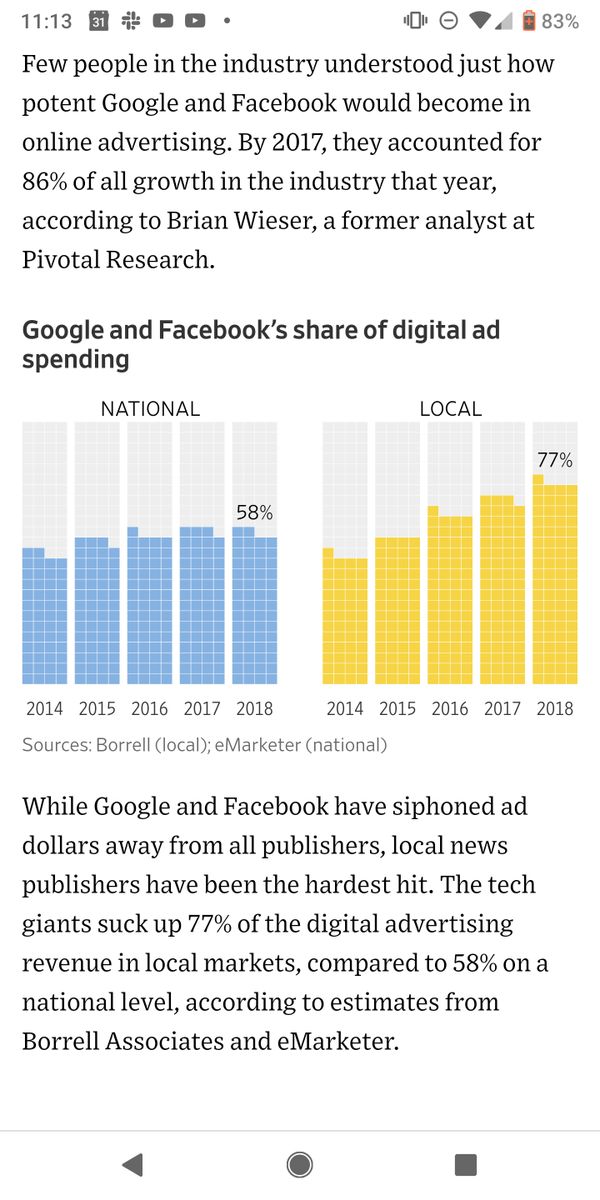 11:13 31 83%
Few people in the industry understood just how
potent Google and Facebook would become in
online advertising. By 2017, they accounted for
86% of all growth in the industry that year,
according to Brian Wieser, a former analyst at
Pivotal Research.
Google and Facebook's share of digital ad
spending
NATIONAL
58%
2014 2015 2016 2017 2018
LOCAL
77%
2014 2015 2016 2017 2018
Sources: Borrell (local); eMarketer (national)
While Google and Facebook have siphoned ad
dollars away from all publishers, local news
publishers have been the hardest hit. The tech
giants suck up 77% of the digital advertising
revenue in local markets, compared to 58% on a
national level, according to estimates from
Borrell Associates and eMarketer.